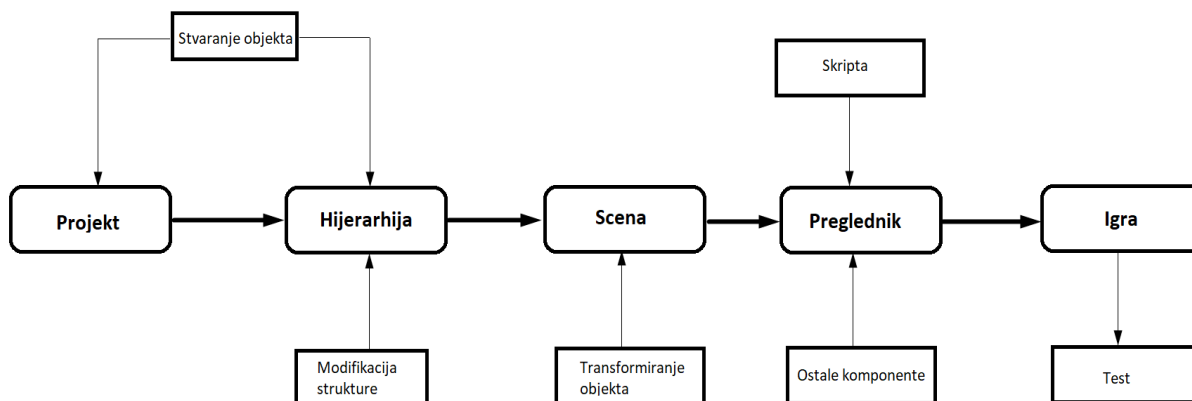 Stvaranje objekta
Skripta
Projekt
Hijerarhija
Scena
Preglednik
Igra
Modifikacija
strukture
Transformiranje
objekta
Ostale komponente
Test